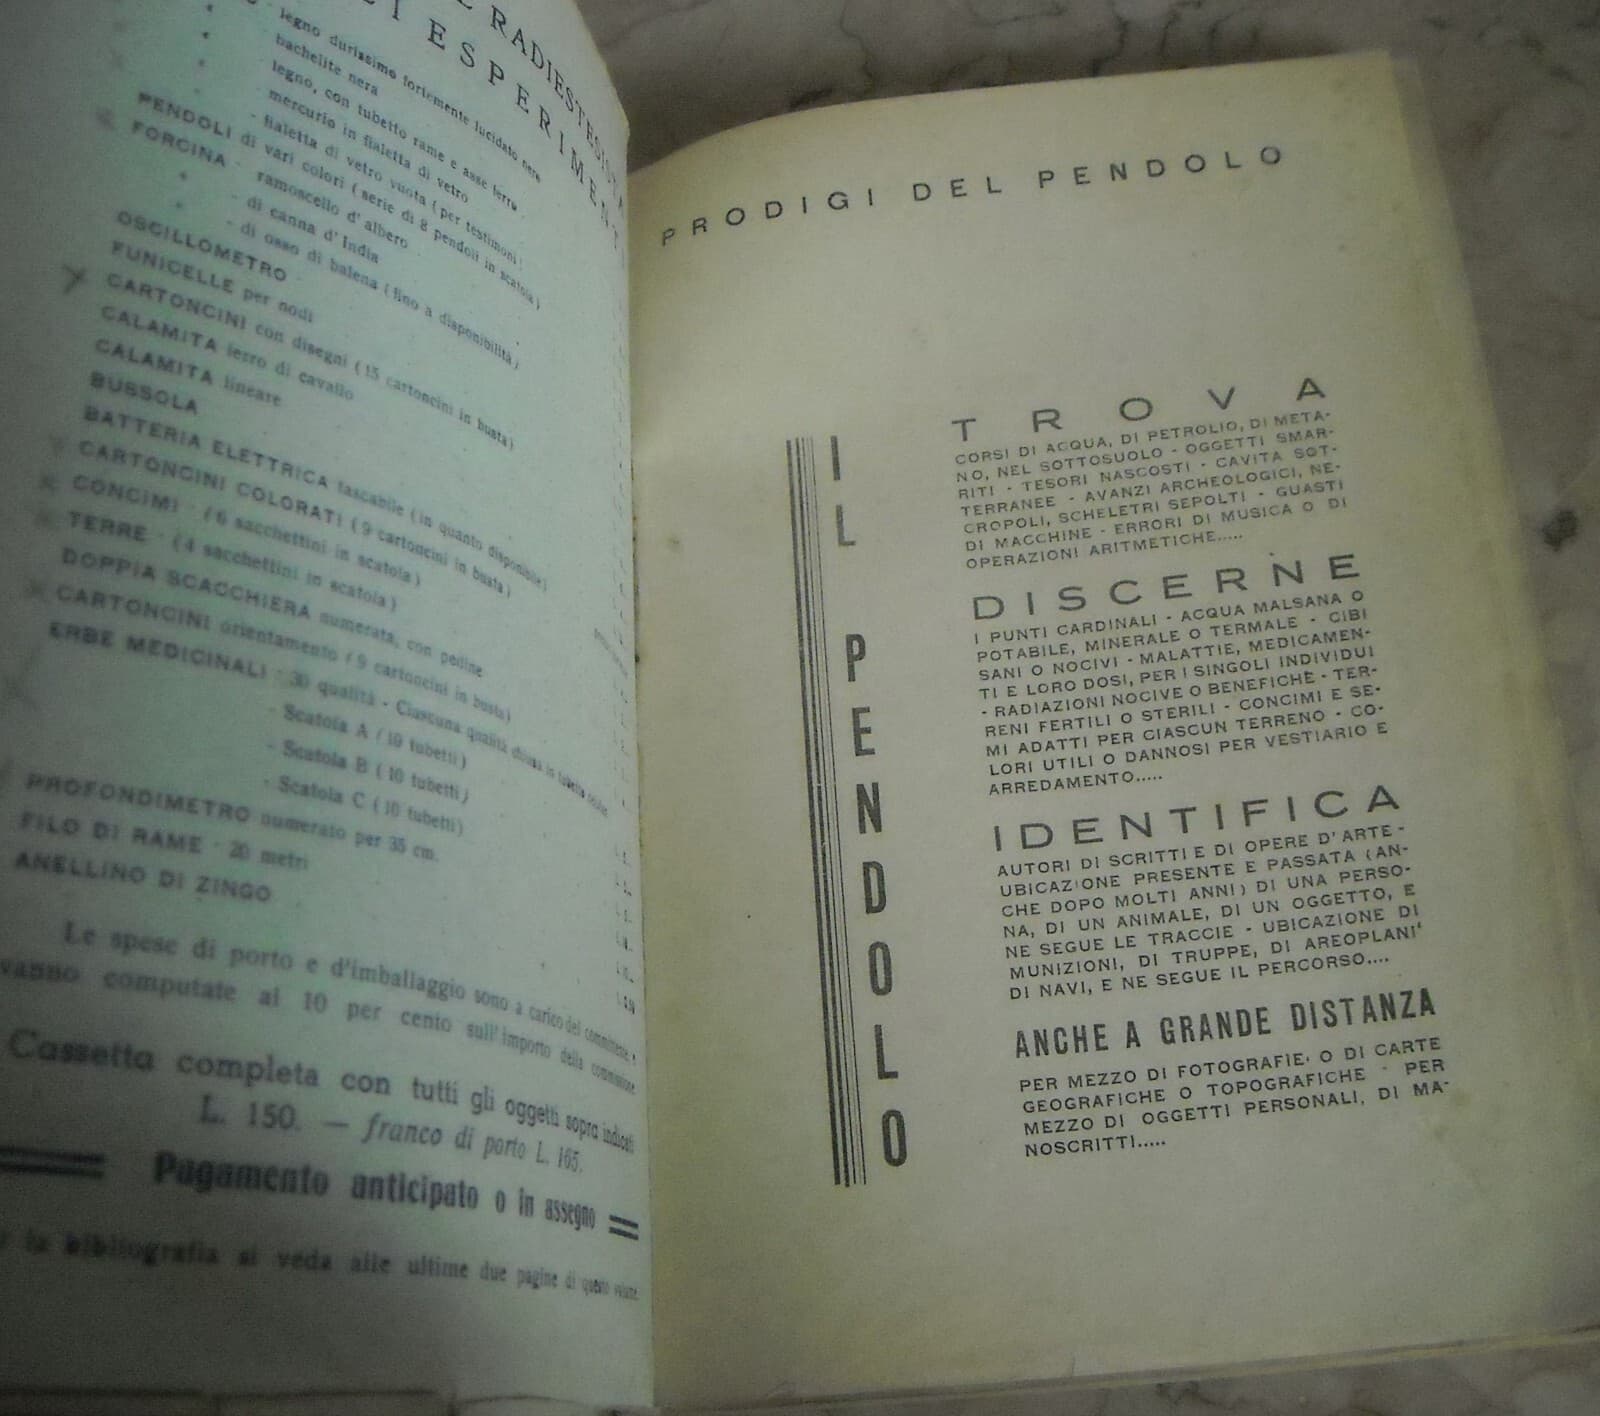 RADIESTESISTA
ESPERIMENTI
legno durissimo fortemente lucidato nero
bachelite nera
legno, con tubetto rame e asse ferro
mercurio in fialetta di vetro
- fialetta di vetro vuota (per testimoni)
PENDOLI di vari colori (serie di 8 pendoli in scatola)
FORCINA - ramoscello d'albero
- di canna d'India
- di osso di balena (fino a disponibilità)
OSCILLOMETRO
FUNICELLE per nodi
CARTONCINI con disegni (15 cartoncini in busta)
CALAMITA ferro di cavallo
CALAMITA lineare
BUSSOLA
BATTERIA ELETTRICA tascabile (in quanto disponibile)
CARTONCINI COLORATI (9 cartoncini in busta)
CONCIMI - (6 sacchettini in scatola)
TERRE - (4 sacchettini in scatola)
DOPPIA SCACCHIERA numerata, con pedine
CARTONCINI orientamento (9 cartoncini in busta)
ERBE MEDICINALI - 30 qualità - Ciascuna qualità chiusa in tubetto
- Scatola A (10 tubetti)
- Scatola B (10 tubetti)
- Scatola C (10 tubetti)
PROFONDIMETRO numerato per 35 cm.
FILO DI RAME - 20 metri
ANELLINO DI ZINGO
Le spese di porto e d'imballaggio sono a carico del committente e
vanno computate al 10 per cento sull'importo della commissione
Cassetta completa con tutti gli oggetti sopra indicati
L. 150. — franco di porto L. 165.
Pagamento anticipato o in assegno
la bibliografia si veda alle ultime due pagine di questo volume
PRODIGI DEL PENDOLO
IL PENDOLO
TROVA
CORSI DI ACQUA, DI PETROLIO, DI META-
NO, NEL SOTTOSUOLO - OGGETTI SMAR-
RITI - TESORI NASCOSTI - CAVITA SOT-
TERRANEE - AVANZI ARCHEOLOGICI, NE-
CROPOLI, SCHELETRI SEPOLTI - GUASTI
DI MACCHINE - ERRORI DI MUSICA O DI
OPERAZIONI ARITMETICHE.....
DISCERNE
I PUNTI CARDINALI - ACQUA MALSANA O
POTABILE, MINERALE O TERMALE - CIBI
SANI O NOCIVI - MALATTIE, MEDICAMEN-
TI E LORO DOSI, PER I SINGOLI INDIVIDUI
- RADIAZIONI NOCIVE O BENEFICHE - TER-
RENI FERTILI O STERILI - CONCIMI E SE-
MI ADATTI PER CIASCUN TERRENO - CO-
LORI UTILI O DANNOSI PER VESTIARIO E
ARREDAMENTO.....
IDENTIFICA
AUTORI DI SCRITTI E DI OPERE D'ARTE -
UBICAZIONE PRESENTE E PASSATA (AN-
CHE DOPO MOLTI ANNI) DI UNA PERSO-
NA, DI UN ANIMALE, DI UN OGGETTO, E
NE SEGUE LE TRACCIE - UBICAZIONE DI
MUNIZIONI, DI TRUPPE, DI AREOPLANI'
DI NAVI, E NE SEGUE IL PERCORSO....
ANCHE A GRANDE DISTANZA
PER MEZZO DI FOTOGRAFIE, O DI CARTE
GEOGRAFICHE O TOPOGRAFICHE - PER
MEZZO DI OGGETTI PERSONALI, DI MA-
NOSCRITTI.....